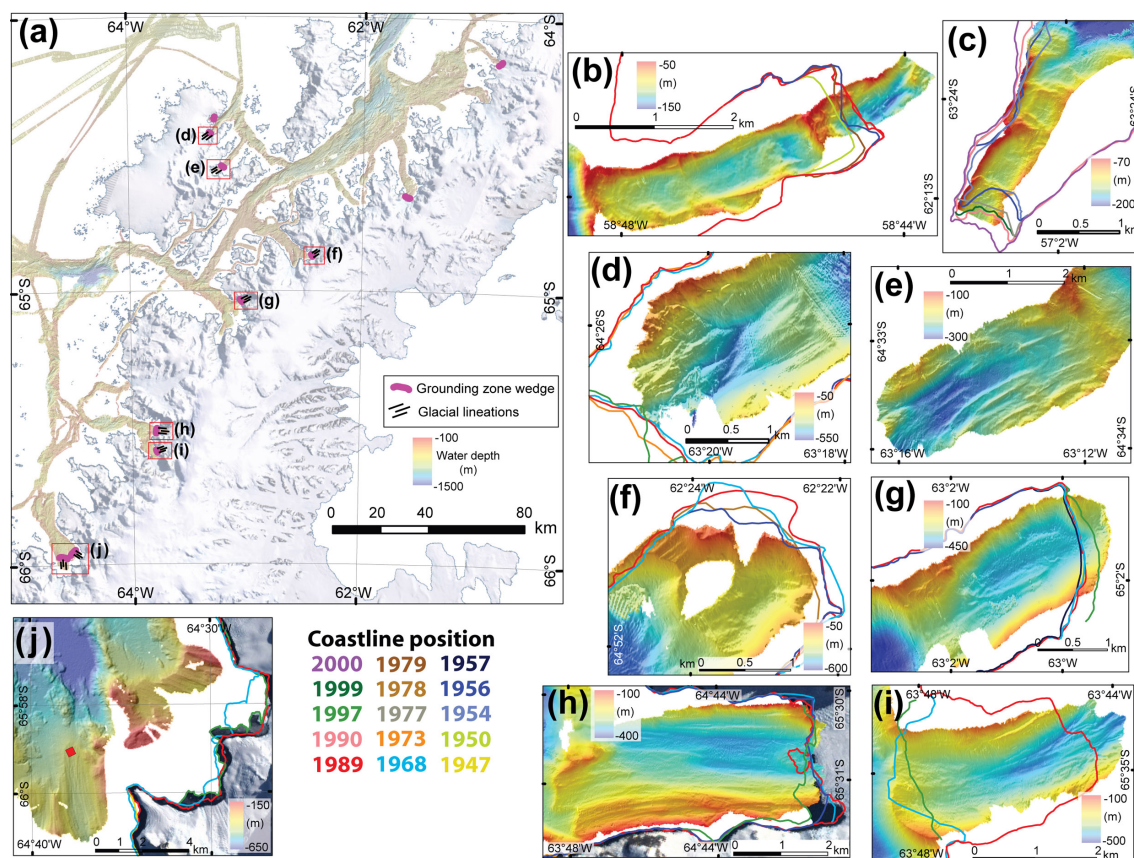 (a)
64°W
62°W
64°S
(d)
(e)
(f)
65°S
65°S
(g)
Grounding zone wedge
Glacial lineations
(h)
(i)
-100
Water depth
(m)
-1500
0 20 40 80
km
(j)
66°S
66°S
64°W
62°W
(b)
-50
(m)
-150
0 1 2
km
62°13'S
58°48'W
58°44'W
(c)
63°24'S
-70
(m)
-200
0 1
km
57°2'W
(d)
64°26'S
-50
(m)
-550
0 0.5 1
km
63°20'W
63°18'W
(e)
0 1 2
km
-100
(m)
-300
64°33'S
64°34'S
63°16'W
63°12'W
(f)
62°24'W
62°22'W
64°52'S
-50
(m)
-600
0 0.5 1
km
(g)
63°2'W
-100
(m)
-450
65°2'S
0 0.5 1
km
63°2'W
63°W
(h)
64°44'W
-100
(m)
-400
65°30'S
65°31'S
63°48'W
64°44'W
0 1 2
km
(i)
63°48'W
63°44'W
65°35'S
-100
(m)
-500
63°48'W
0 1 2
km
(j)
64°30'W
65°58'S
66°S
-150
(m)
-650
64°40'W
0 1 2 4
km
Coastline position
2000 1979 1957
1999 1978 1956
1997 1977 1954
1990 1973 1950
1989 1968 1947